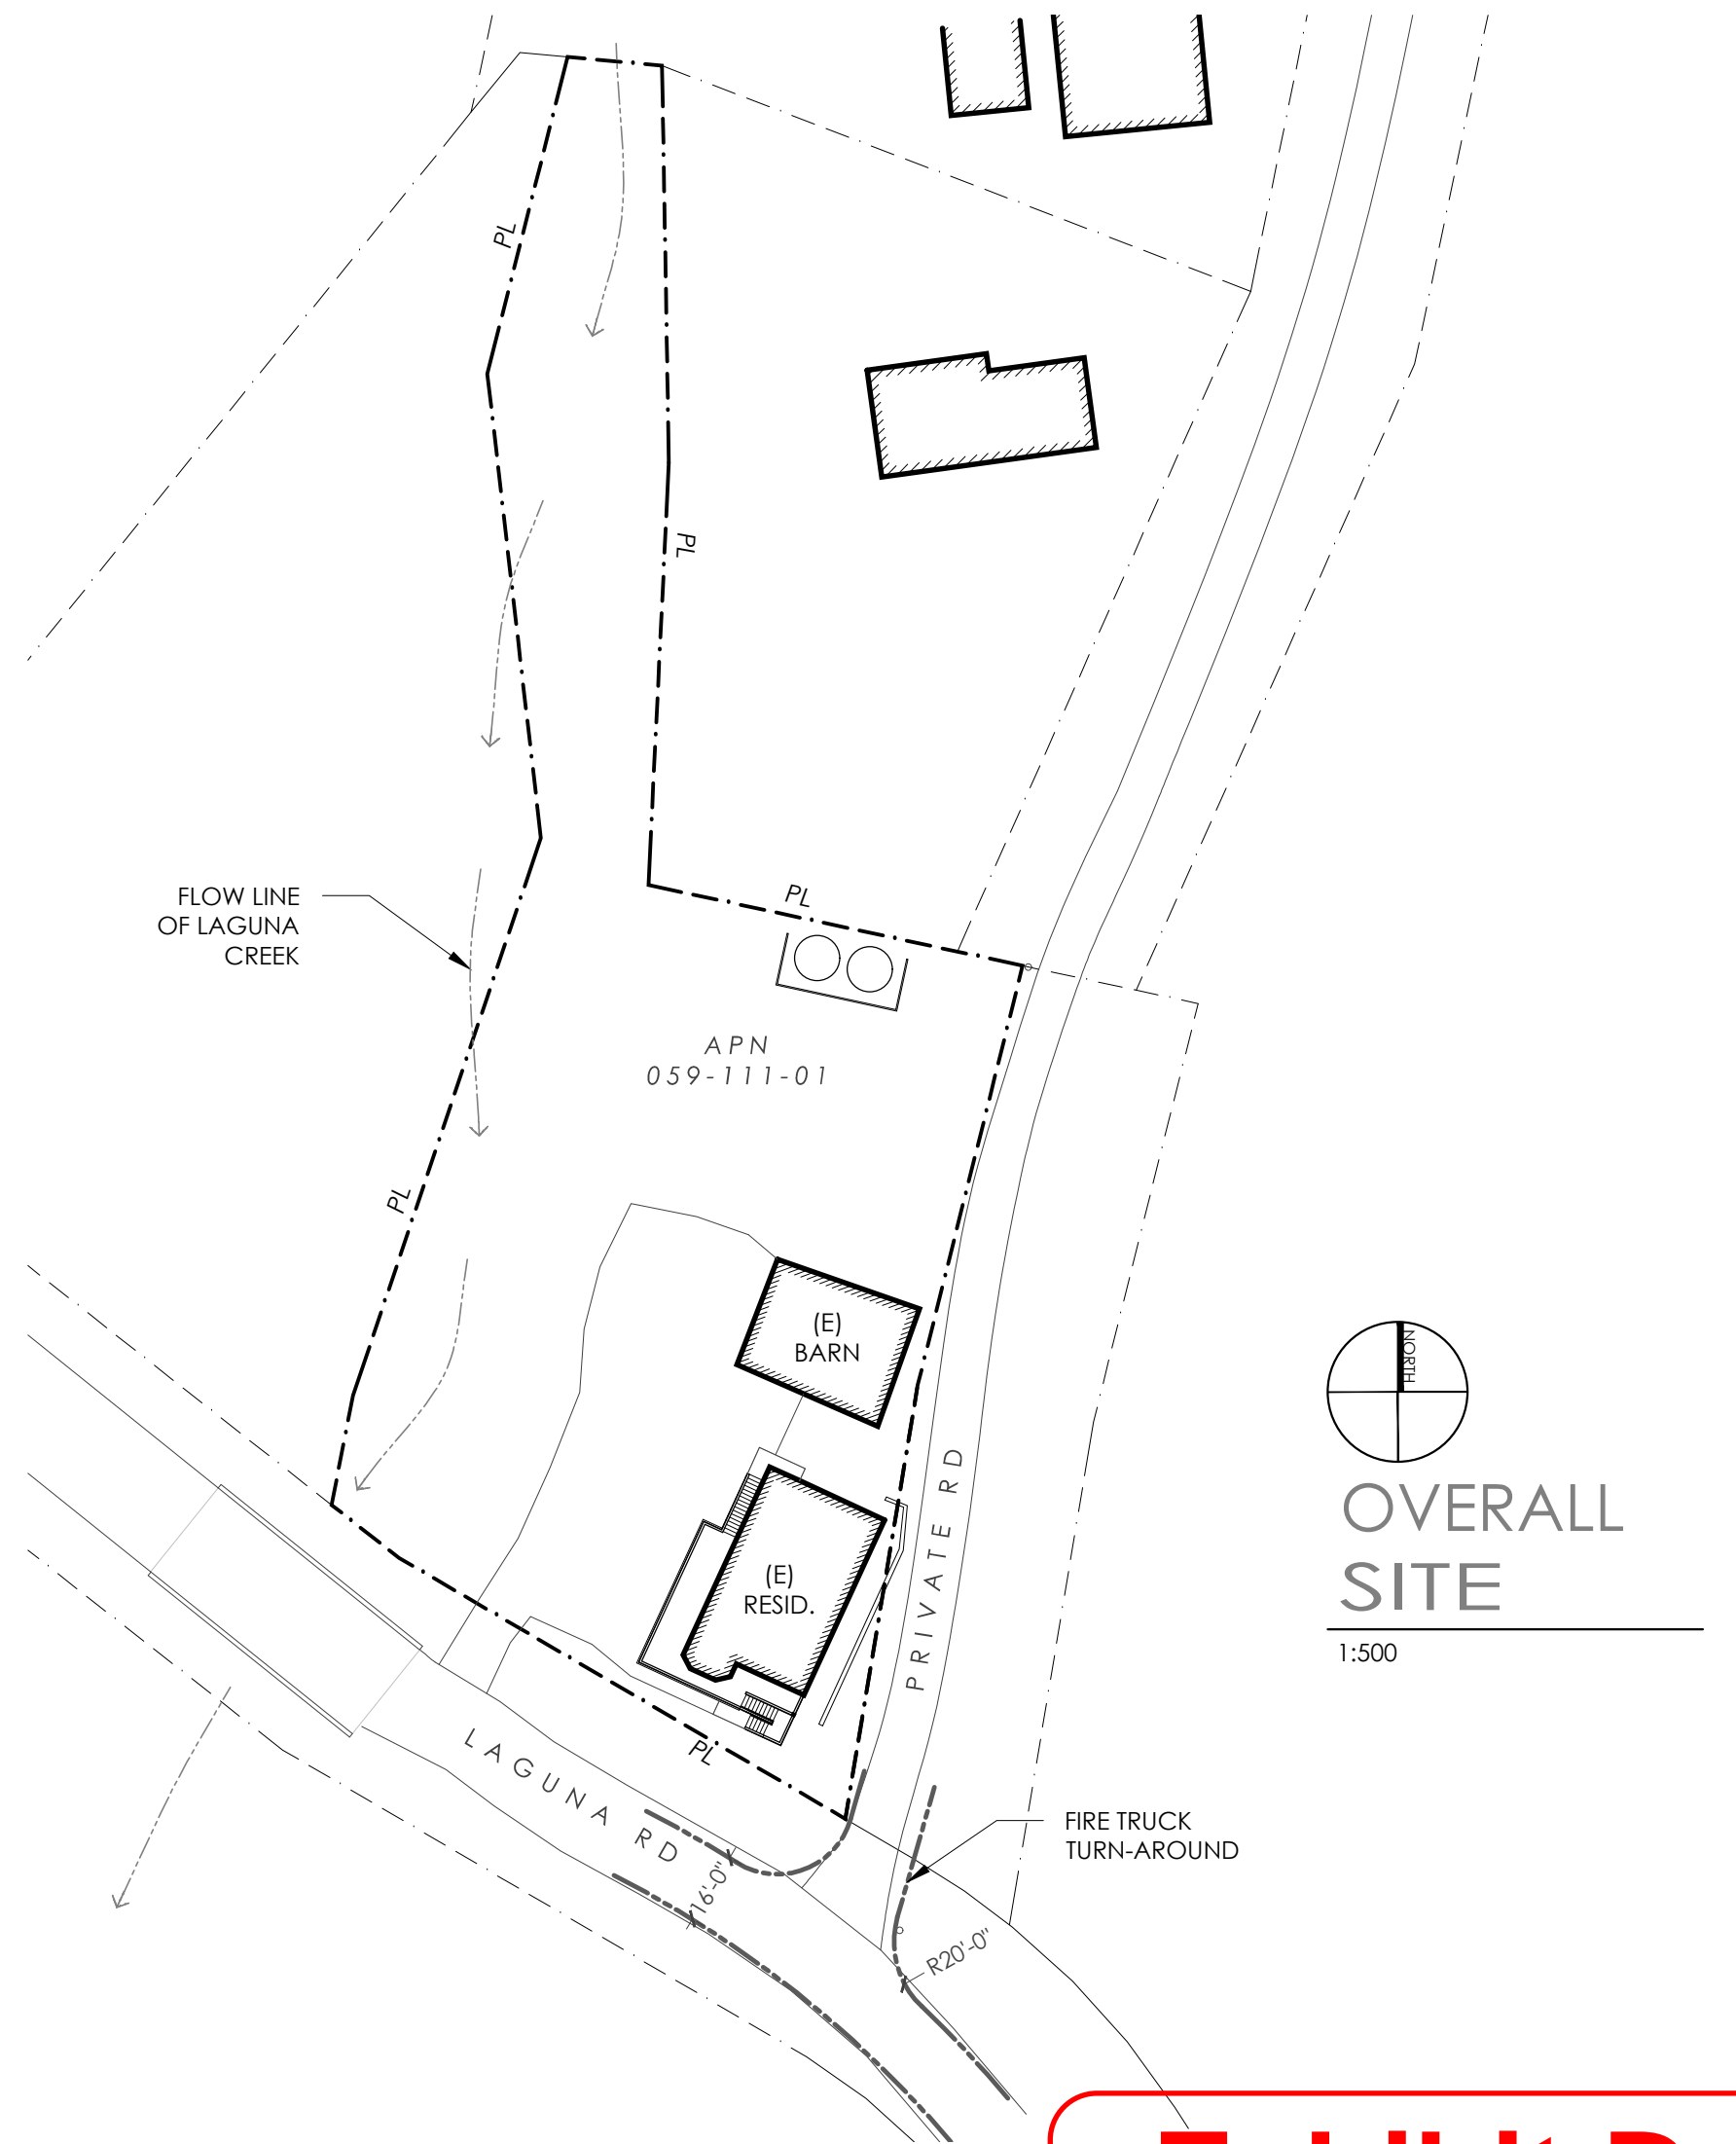 PL
PL
FLOW LINE
OF LAGUNA
CREEK
PL
APN
059-111-01
PL
(E)
BARN
NORTH
OVERALL
SITE
1:500
(E)
RESID.
PRIVATE RD
PL
LAGUNA RD
16'-0"
FIRE TRUCK
TURN-AROUND
R20'-0"